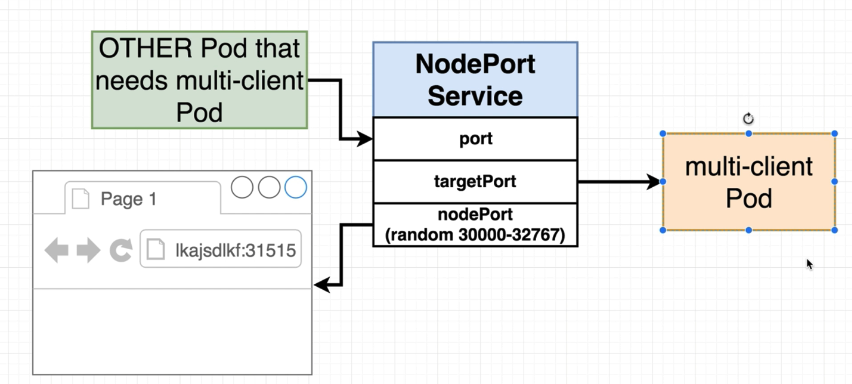 OTHER Pod that
needs multi-client
Pod
NodePort
Service
port
targetPort
nodePort
(random 30000-32767)
multi-client
Pod
Page 1
lkajsdlkf:31515